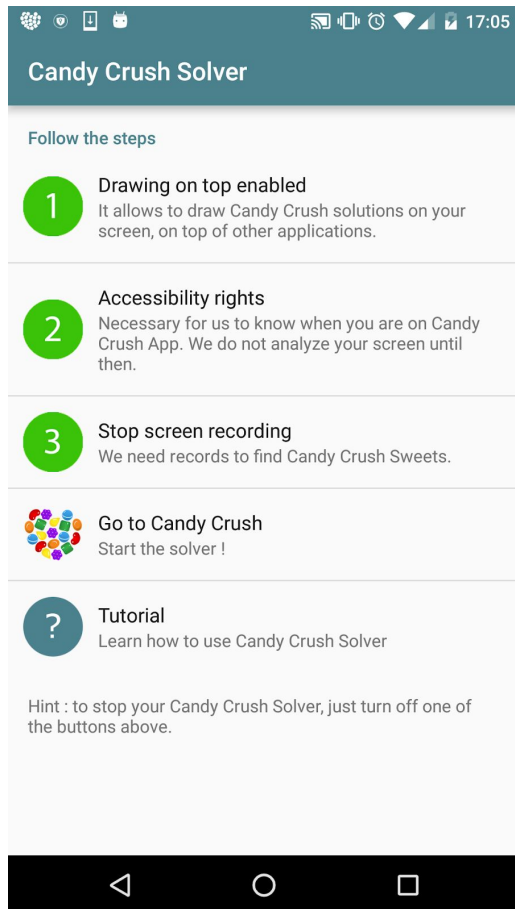 17:05
Candy Crush Solver
Follow the steps
1
Drawing on top enabled
It allows to draw Candy Crush solutions on your
screen, on top of other applications.
2
Accessibility rights
Necessary for us to know when you are on Candy
Crush App. We do not analyze your screen until
then.
3
Stop screen recording
We need records to find Candy Crush Sweets.
Go to Candy Crush
Start the solver !
?
Tutorial
Learn how to use Candy Crush Solver
Hint : to stop your Candy Crush Solver, just turn off one of
the buttons above.